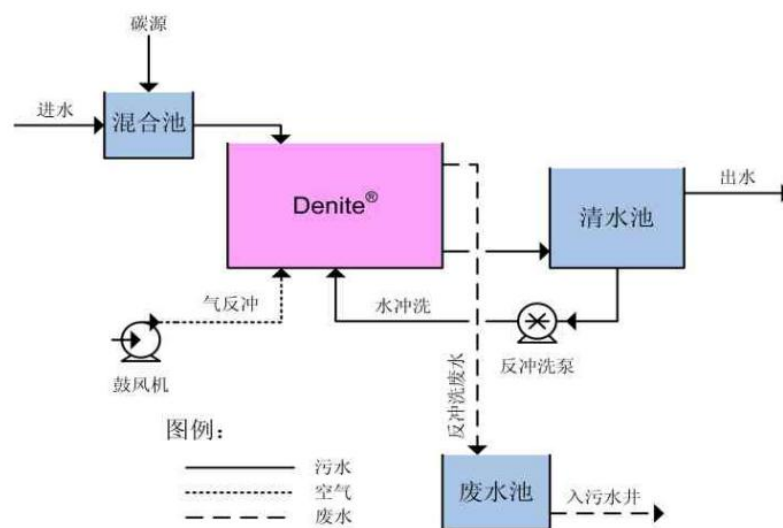 碳源
进水
混合池
Denite®
出水
清水池
气反冲
水冲洗
鼓风机
反冲洗泵
反冲洗废水
图例：
污水
空气
废水
废水池
入污水井